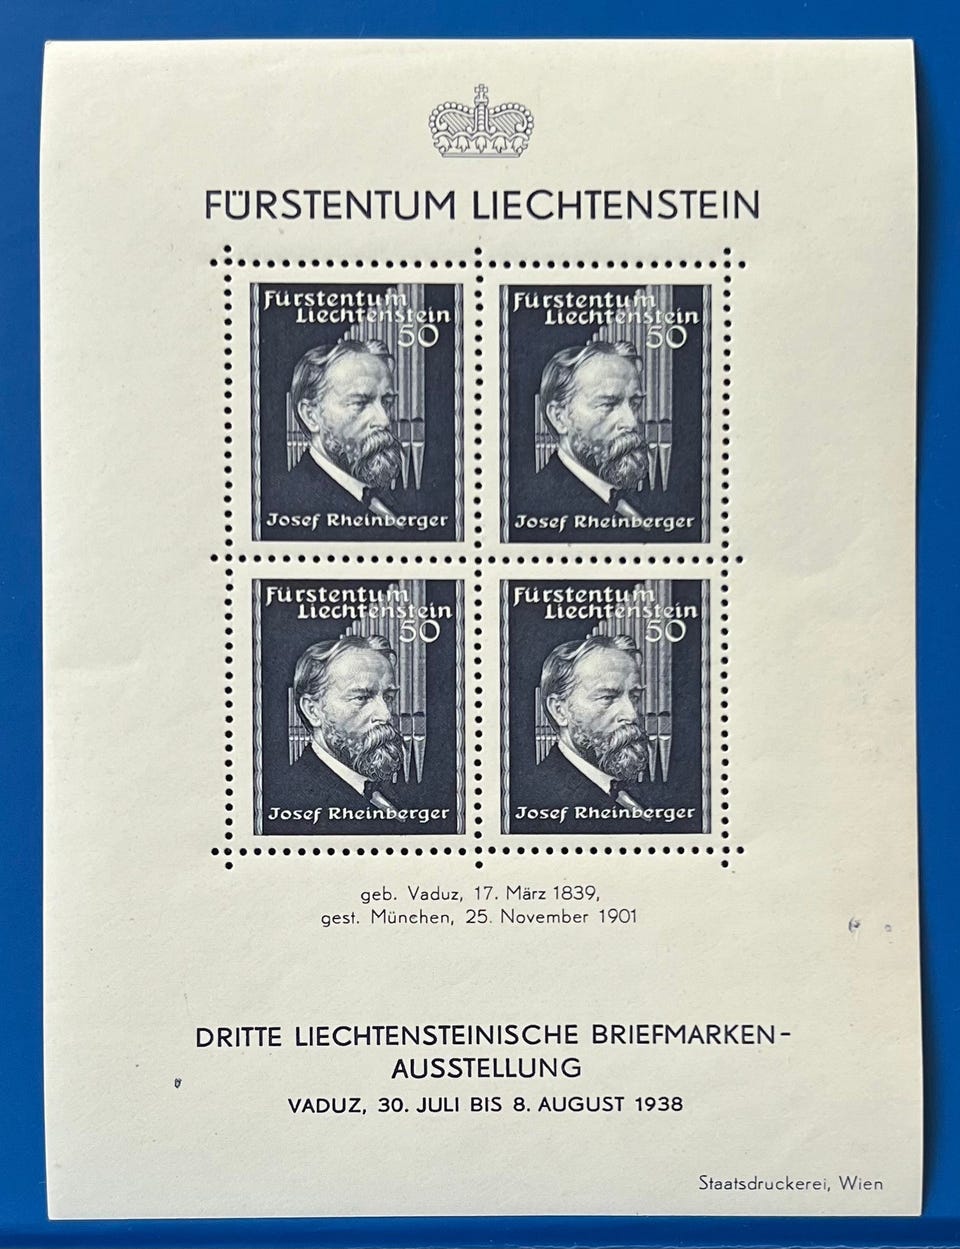 FÜRSTENTUM LIECHTENSTEIN
Fürstentum
Liechtenstein
50
Josef Rheinberger
Fürstentum
Liechtenstein
50
Josef Rheinberger
Fürstentum
Liechtenstein
50
Josef Rheinberger
Fürstentum
Liechtenstein
50
Josef Rheinberger
geb. Vaduz, 17. März 1839,
gest. München, 25. November 1901
DRITTE LIECHTENSTEINISCHE BRIEFMARKEN-
AUSSTELLUNG
VADUZ, 30. JULI BIS 8. AUGUST 1938
Staatsdruckerei, Wien